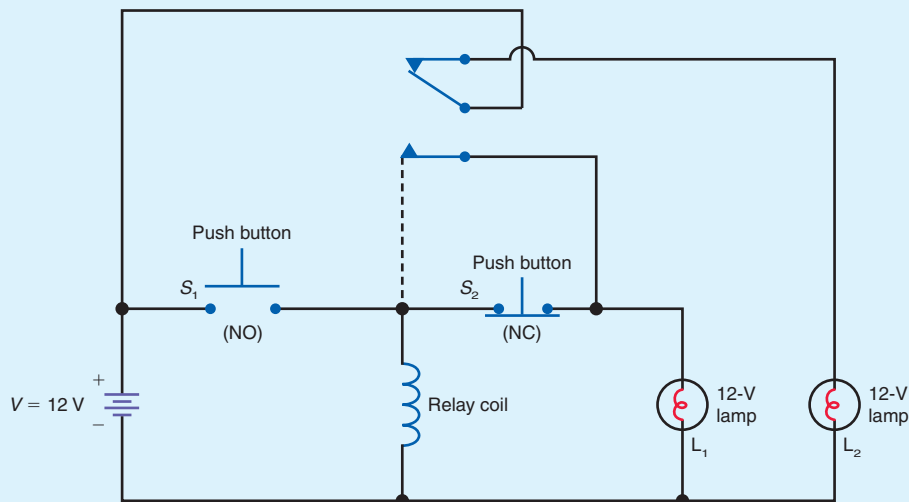 Push button
S1
(NO)
Push button
S2
(NC)
+
V = 12 V
−
Relay coil
12-V
lamp
L1
12-V
lamp
L2